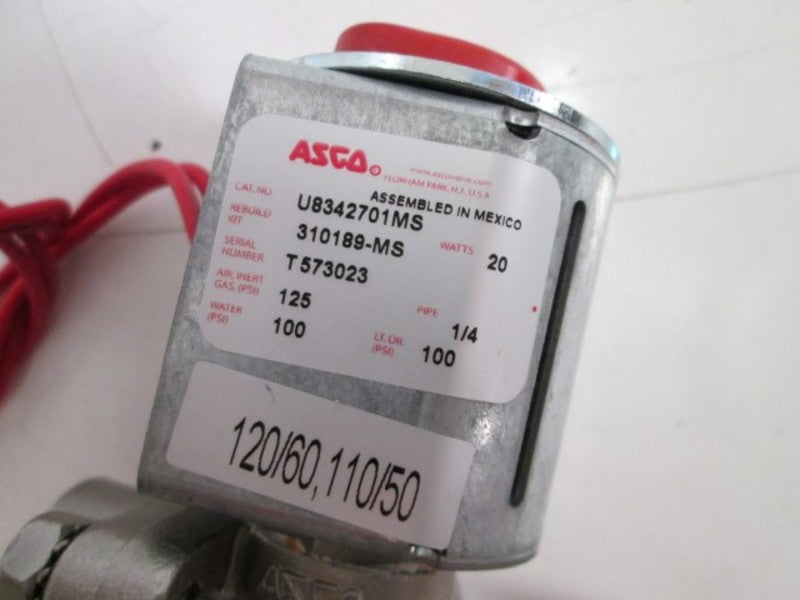 ASCO®
www.ascovalve.com
FLORHAM PARK, N.J. U.S.A.
ASSEMBLED IN MEXICO
CAT. NO. U8342701MS
REBUILD KIT 310189-MS WATTS 20
SERIAL NUMBER T573023
AIR, INERT GAS, (PSI) 125 PIPE 1/4
WATER (PSI) 100 LT. OIL (PSI) 100
120/60,110/50
ASCO